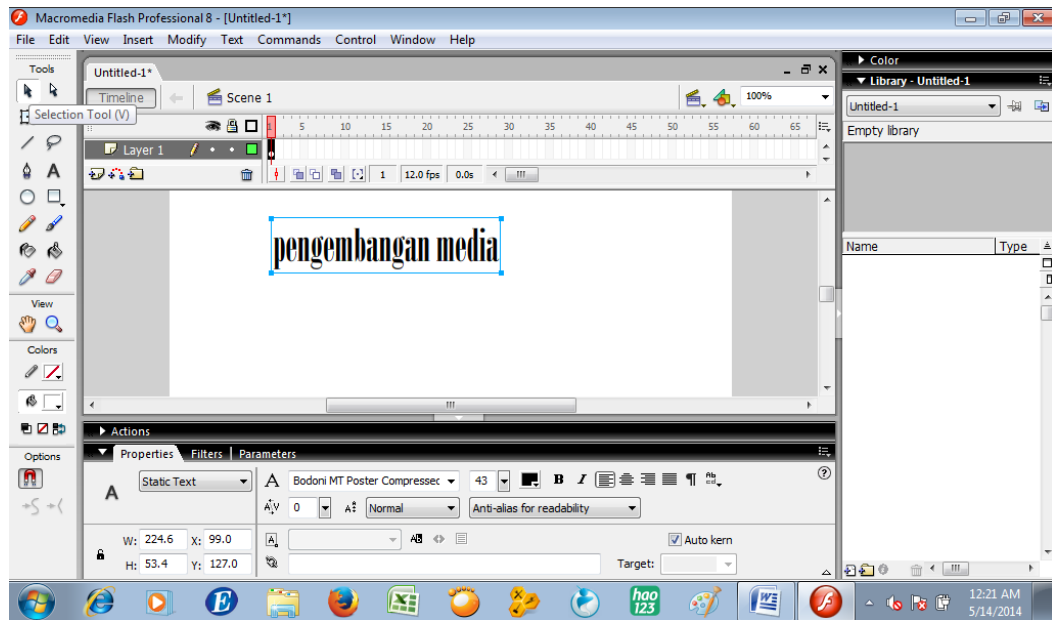 Macromedia Flash Professional 8 - [Untitled-1*]
File Edit View Insert Modify Text Commands Control Window Help
Tools
Selection Tool (V)
View
Colors
Options
Untitled-1*
Timeline Scene 1 100%
1 5 10 15 20 25 30 35 40 45 50 55 60 65
Layer 1
1 12.0 fps 0.0s
pengembangan media
Actions
Properties Filters Parameters
A Static Text A Bodoni MT Poster Compressec 43 B I
0 Normal Anti-alias for readability
W: 224.6 X: 99.0 Auto kern
H: 53.4 Y: 127.0 Target:
Color
Library - Untitled-1
Untitled-1
Empty library
Name Type
hao
123
12:21 AM
5/14/2014